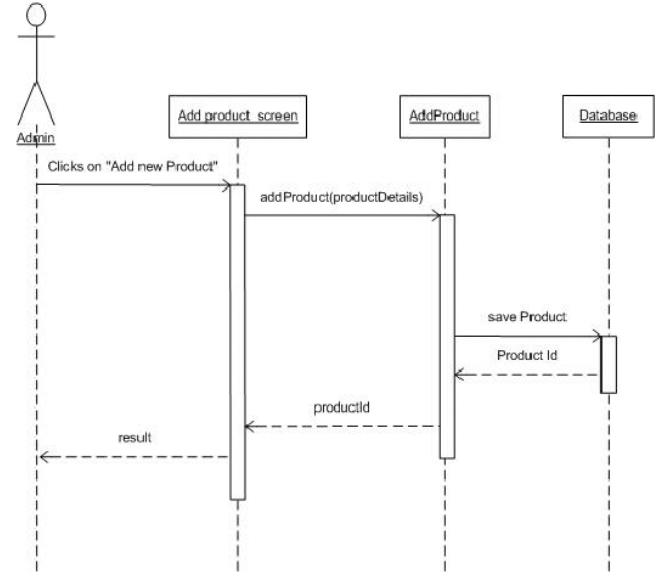 Admin
Add product screen
AddProduct
Database
Clicks on "Add new Product"
addProduct(productDetails)
save Product
Product Id
productId
result